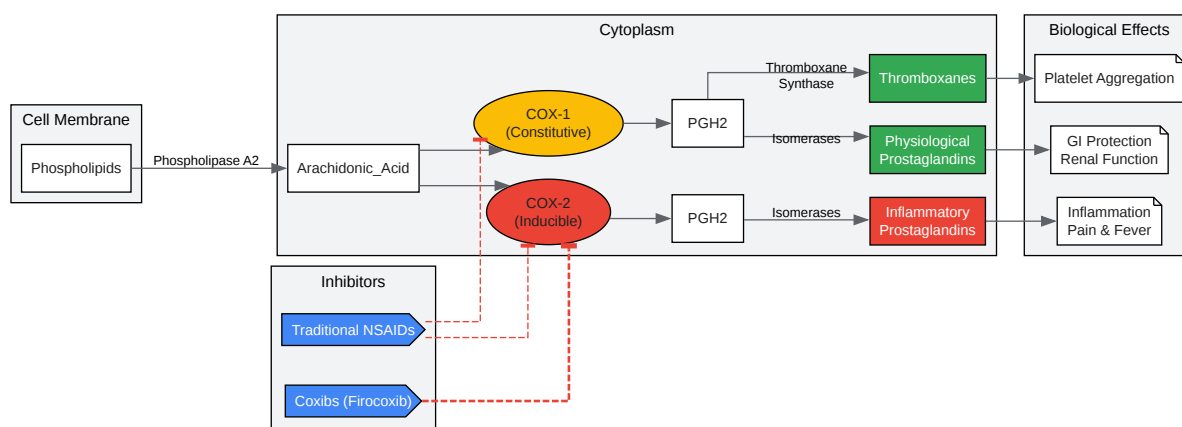 Cytoplasm
Biological Effects
Cell Membrane
Phospholipids
Phospholipase A2
Arachidonic_Acid
COX-1
(Constitutive)
COX-2
(Inducible)
PGH2
PGH2
Thromboxane
Synthase
Isomerases
Isomerases
Thromboxanes
Physiological
Prostaglandins
Inflammatory
Prostaglandins
Platelet Aggregation
GI Protection
Renal Function
Inflammation
Pain & Fever
Inhibitors
Traditional NSAIDs
Coxibs (Firocoxib)